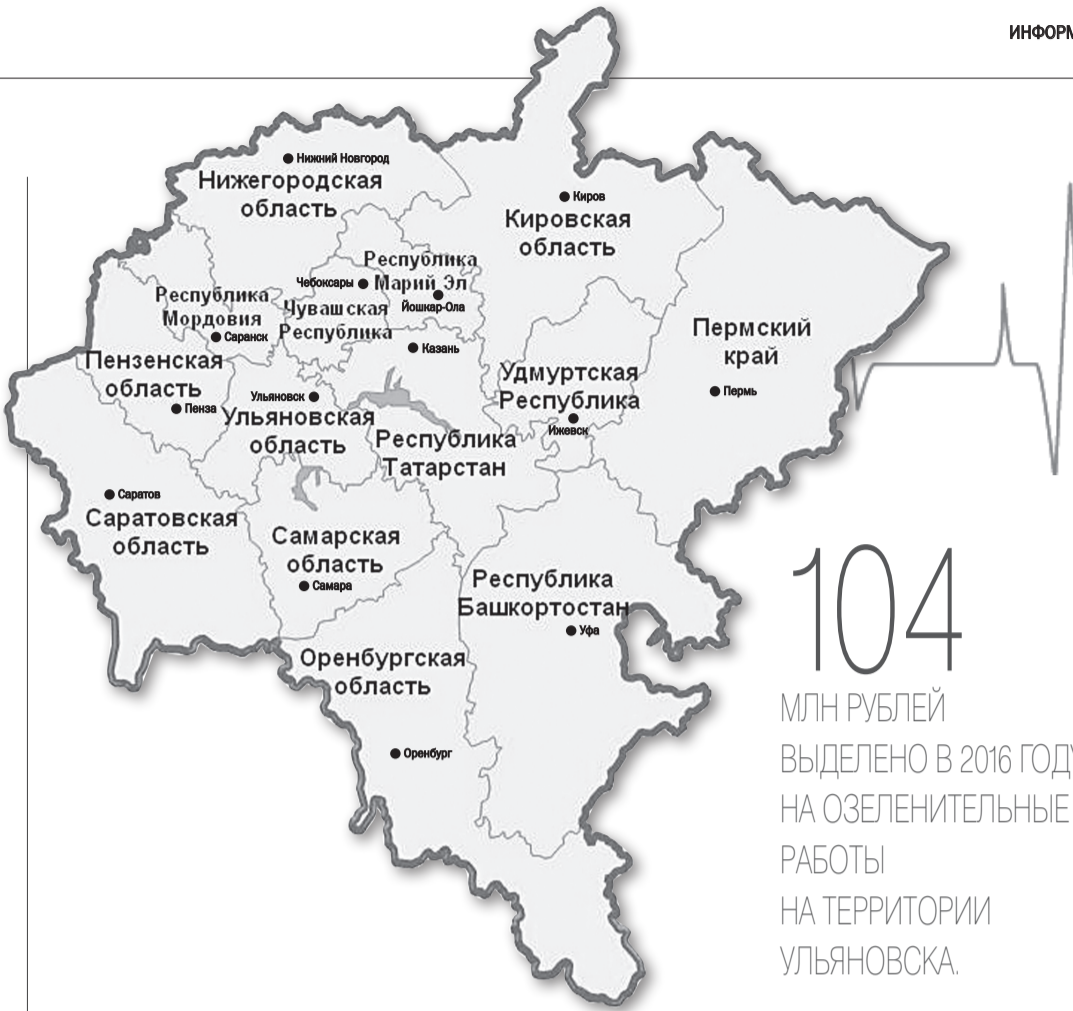 Нижний Новгород
Нижегородская
область
Киров
Кировская
область
Республика
Марий Эл
Йошкар-Ола
Чебоксары
Чувашская
Республика
Республика
Мордовия
Саранск
Казань
Пермский
край
Пермь
Пензенская
область
Пенза
Ульяновск
Ульяновская
область
Удмуртская
Республика
Ижевск
Республика
Татарстан
Саратов
Саратовская
область
Самарская
область
Самара
Республика
Башкортостан
Уфа
Оренбургская
область
Оренбург
104
МЛН РУБЛЕЙ
ВЫДЕЛЕНО В 2016 ГОДУ
НА ОЗЕЛЕНИТЕЛЬНЫЕ
РАБОТЫ
НА ТЕРРИТОРИИ
УЛЬЯНОВСКА.